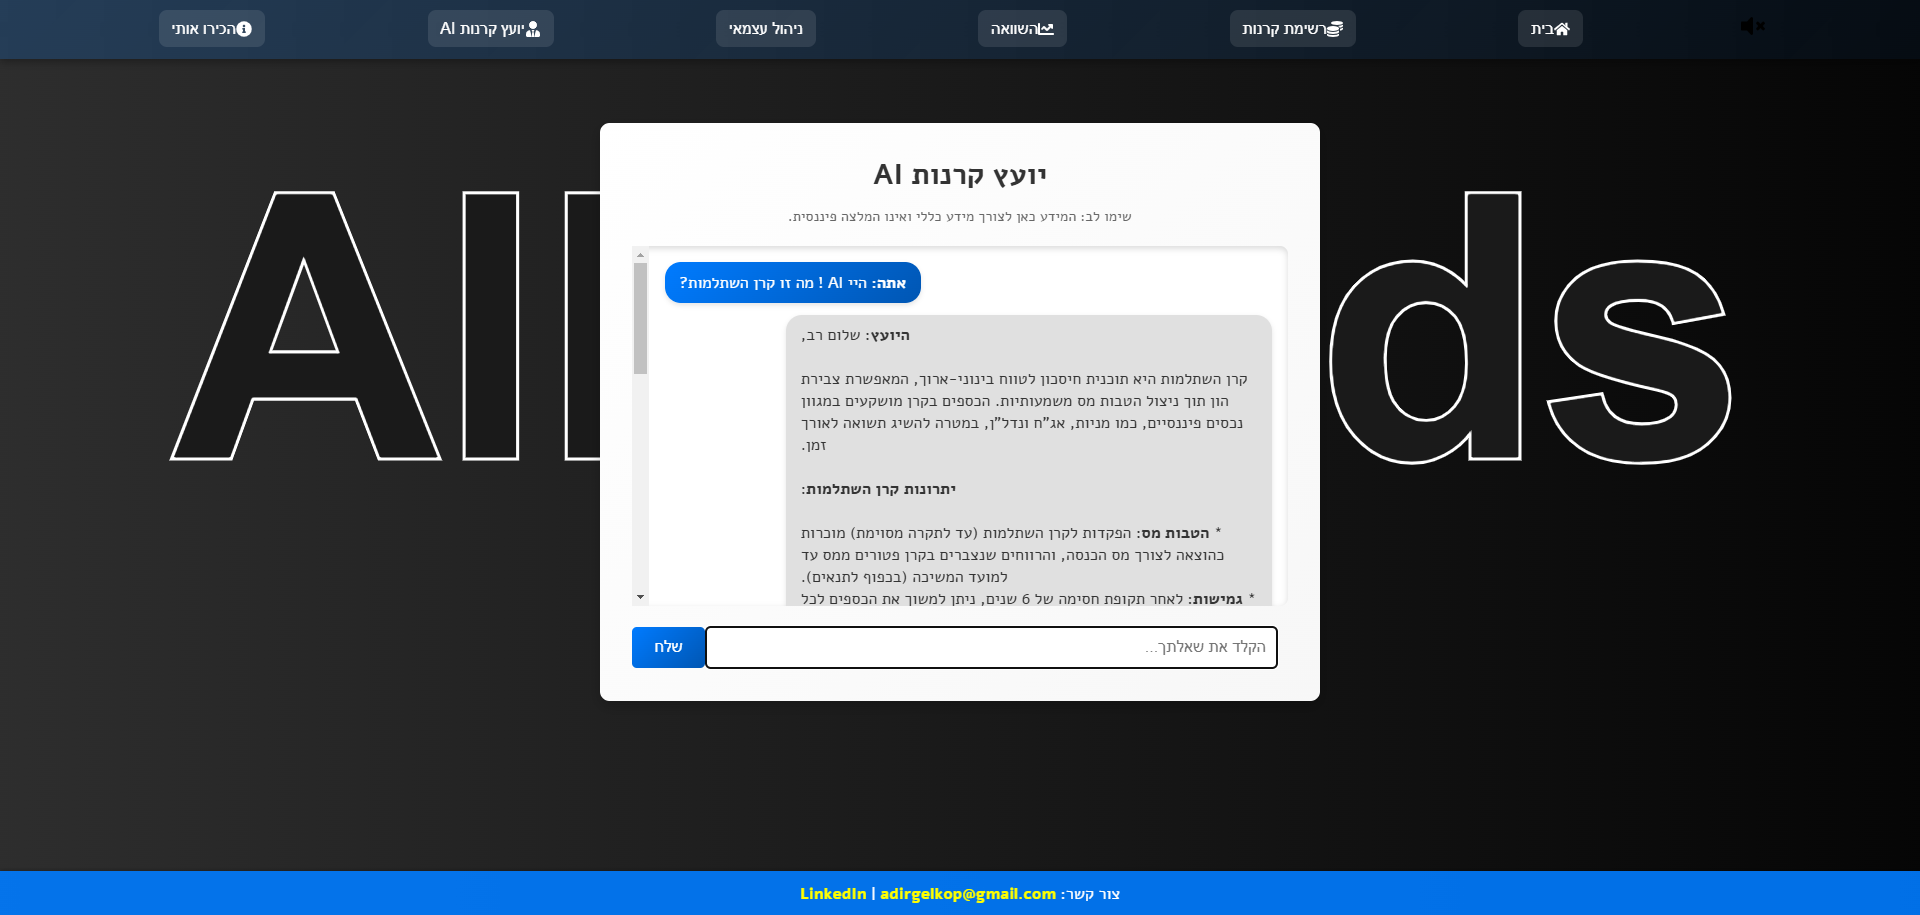 בית
רשימת קרנות
השוואה
ניהול עצמאי
יועץ קרנות AI
הכירו אותי
יועץ קרנות AI
שימו לב: המידע כאן לצורך מידע כללי ואינו המלצה פיננסית.
אתה: היי AI ! מה זו קרן השתלמות?
היועץ: שלום רב,
קרן השתלמות היא תוכנית חיסכון לטווח בינוני-ארוך, המאפשרת צבירת
הון תוך ניצול הטבות מס משמעותיות. הכספים בקרן מושקעים במגוון
נכסים פיננסיים, כמו מניות, אג"ח ונדל"ן, במטרה להשיג תשואה לאורך
זמן.
יתרונות קרן השתלמות:
* הטבות מס: הפקדות לקרן השתלמות (עד לתקרה מסוימת) מוכרות
כהוצאה לצורך מס הכנסה, והרווחים שנצברים בקרן פטורים ממס עד
למועד המשיכה (בכפוף לתנאים).
* גמישות: לאחר תקופת חסימה של 6 שנים, ניתן למשוך את הכספים לכל
הקלד את שאלתך...
שלח
צור קשר: adirgelkop@gmail.com | LinkedIn